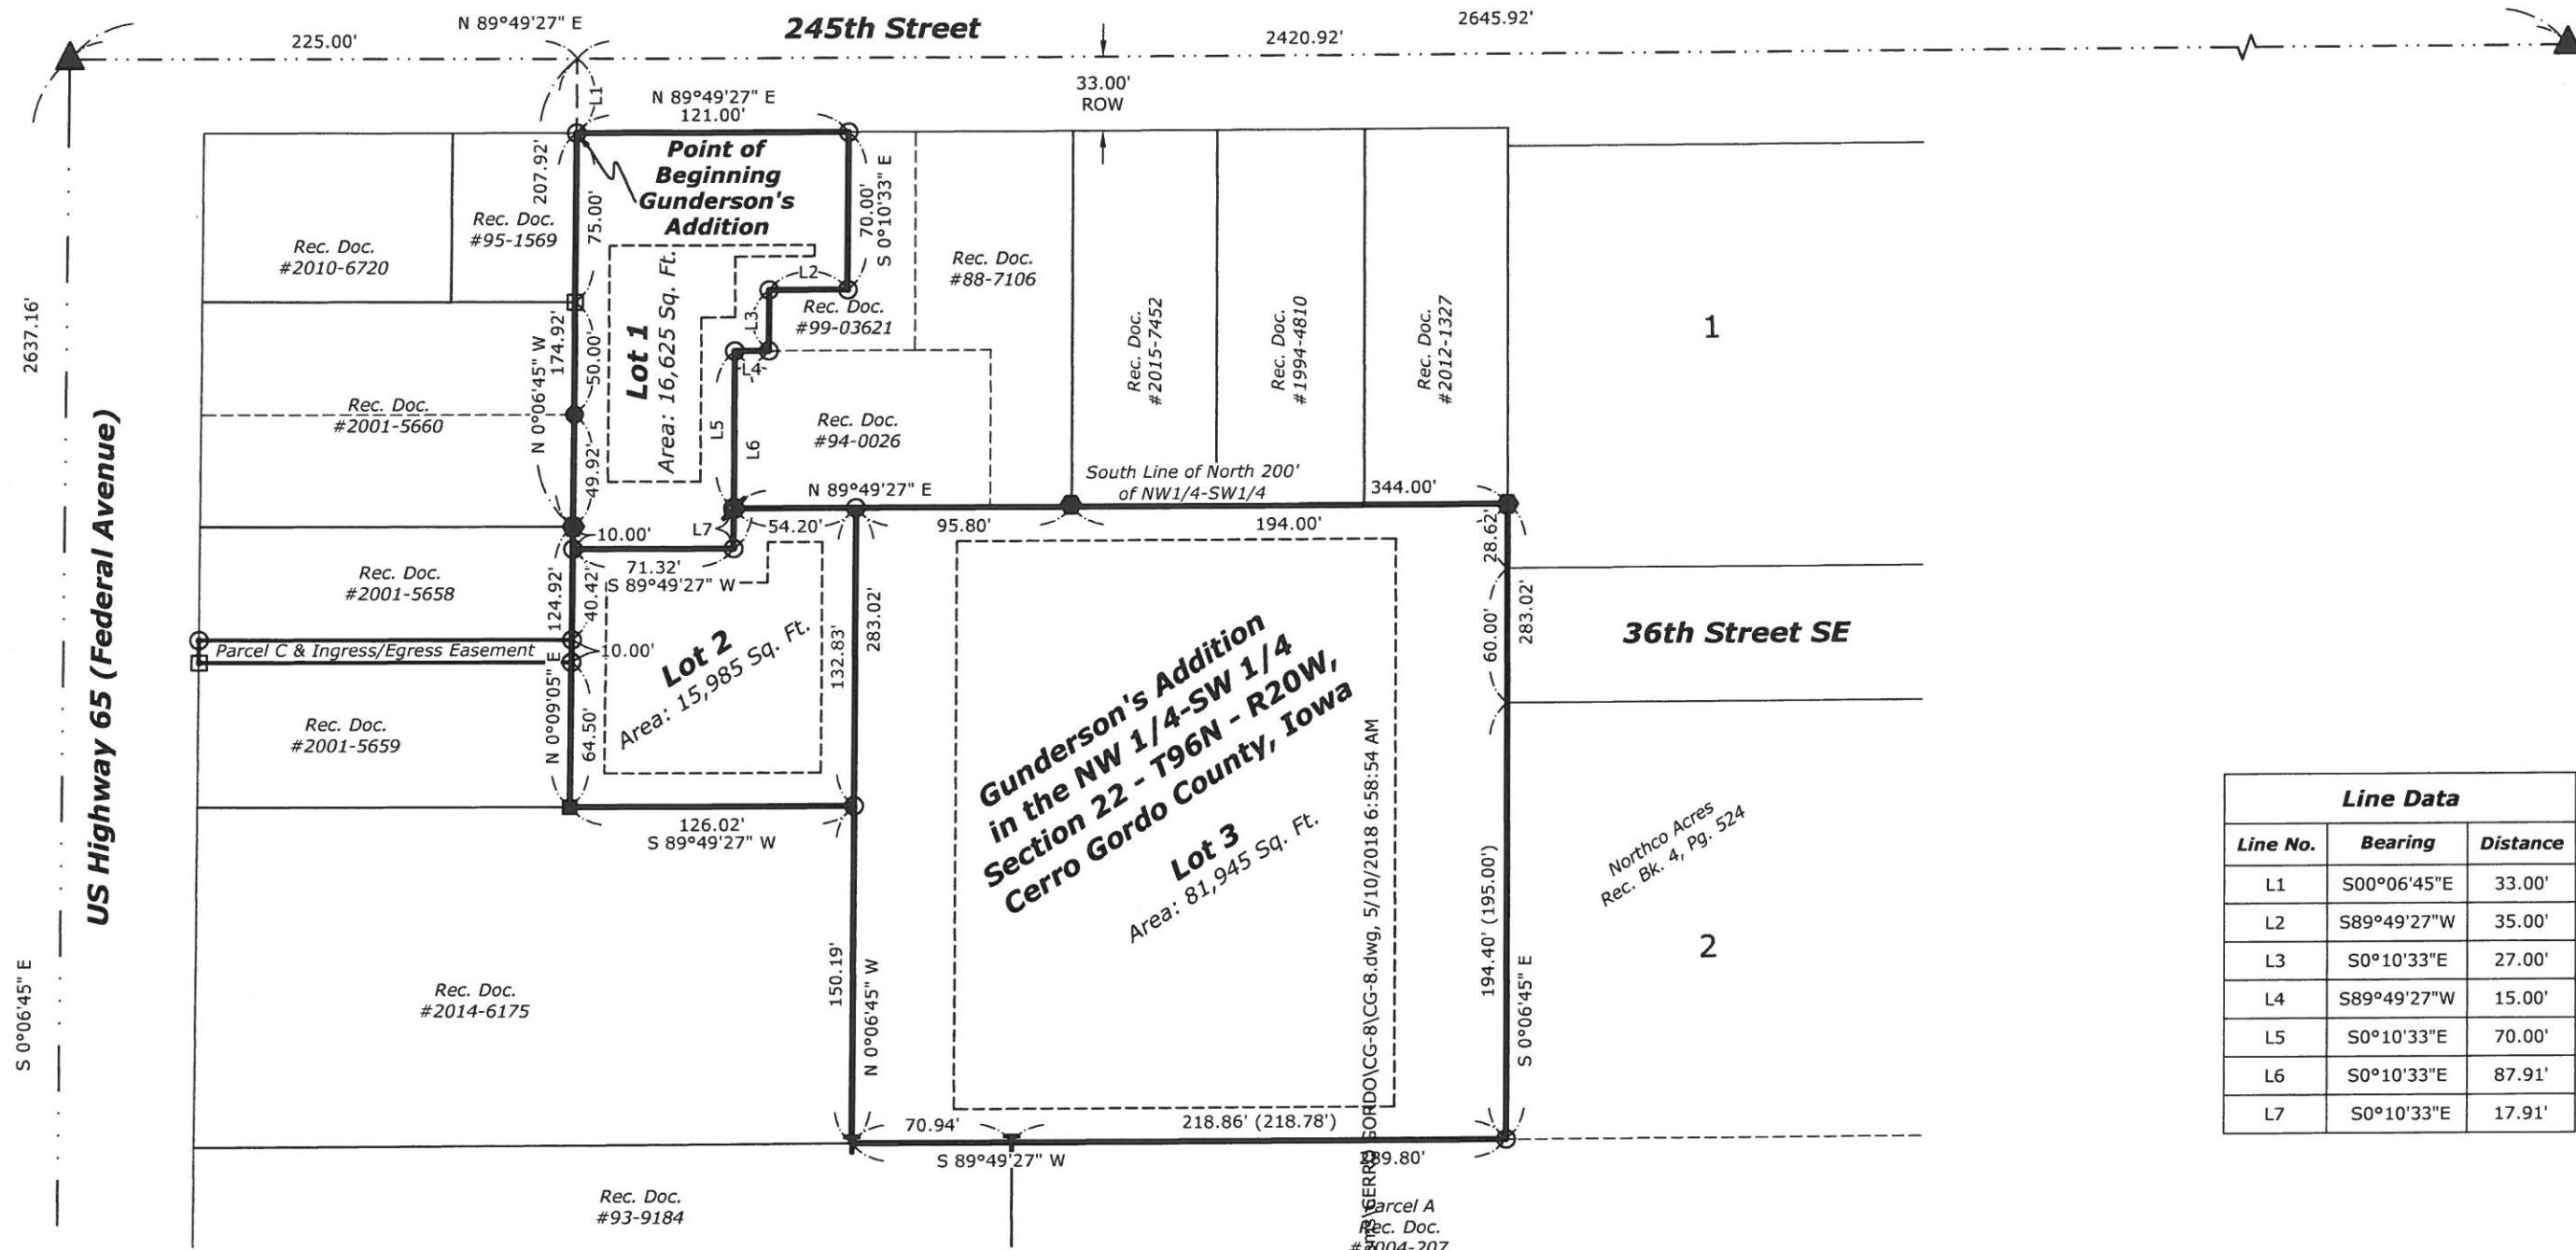 N 89°49'27" E
225.00'
245th Street
2420.92'
2645.92'
33.00'
ROW
L1
N 89°49'27" E
121.00'
Point of
Beginning
Gunderson's
Addition
207.92'
75.00'
70.00'
S 0°10'33" E
Rec. Doc.
#2010-6720
Rec. Doc.
#95-1569
Rec. Doc.
#88-7106
L2
Rec. Doc.
#99-03621
L3
L4
Lot 1
Area: 16,625 Sq. Ft.
Rec. Doc.
#2015-7452
Rec. Doc.
#1994-4810
Rec. Doc.
#2012-1327
1
2637.16'
US Highway 65 (Federal Avenue)
S 0°06'45" E
N 0°06'45" W
174.92'
50.00'
49.92'
Rec. Doc.
#2001-5660
L5
L6
Rec. Doc.
#94-0026
South Line of North 200'
of NW1/4-SW1/4
344.00'
N 89°49'27" E
10.00'
L7
54.20'
95.80'
194.00'
28.62'
71.32'
S 89°49'27" W
Rec. Doc.
#2001-5658
124.92'
40.42'
Parcel C & Ingress/Egress Easement
10.00'
N 0°09'05" E
64.50'
Rec. Doc.
#2001-5659
Lot 2
Area: 15,985 Sq. Ft.
132.83'
283.02'
60.00'
283.02'
36th Street SE
Gunderson's Addition
in the NW 1/4-SW 1/4
Section 22 - T96N - R20W,
Cerro Gordo County, Iowa
Lot 3
Area: 81,945 Sq. Ft.
GORDO\CG-8\CG-8.dwg, 5/10/2018 6:58:54 AM
126.02'
S 89°49'27" W
Northco Acres
Rec. Bk. 4, Pg. 524
2
194.40' (195.00')
S 0°06'45" E
150.19'
N 0°06'45" W
Rec. Doc.
#2014-6175
70.94'
218.86' (218.78')
S 89°49'27" W
289.80'
Rec. Doc.
#93-9184
Parcel A
Rec. Doc.
#2004-207
Line Data
Line No. Bearing Distance
L1 S00°06'45"E 33.00'
L2 S89°49'27"W 35.00'
L3 S0°10'33"E 27.00'
L4 S89°49'27"W 15.00'
L5 S0°10'33"E 70.00'
L6 S0°10'33"E 87.91'
L7 S0°10'33"E 17.91'